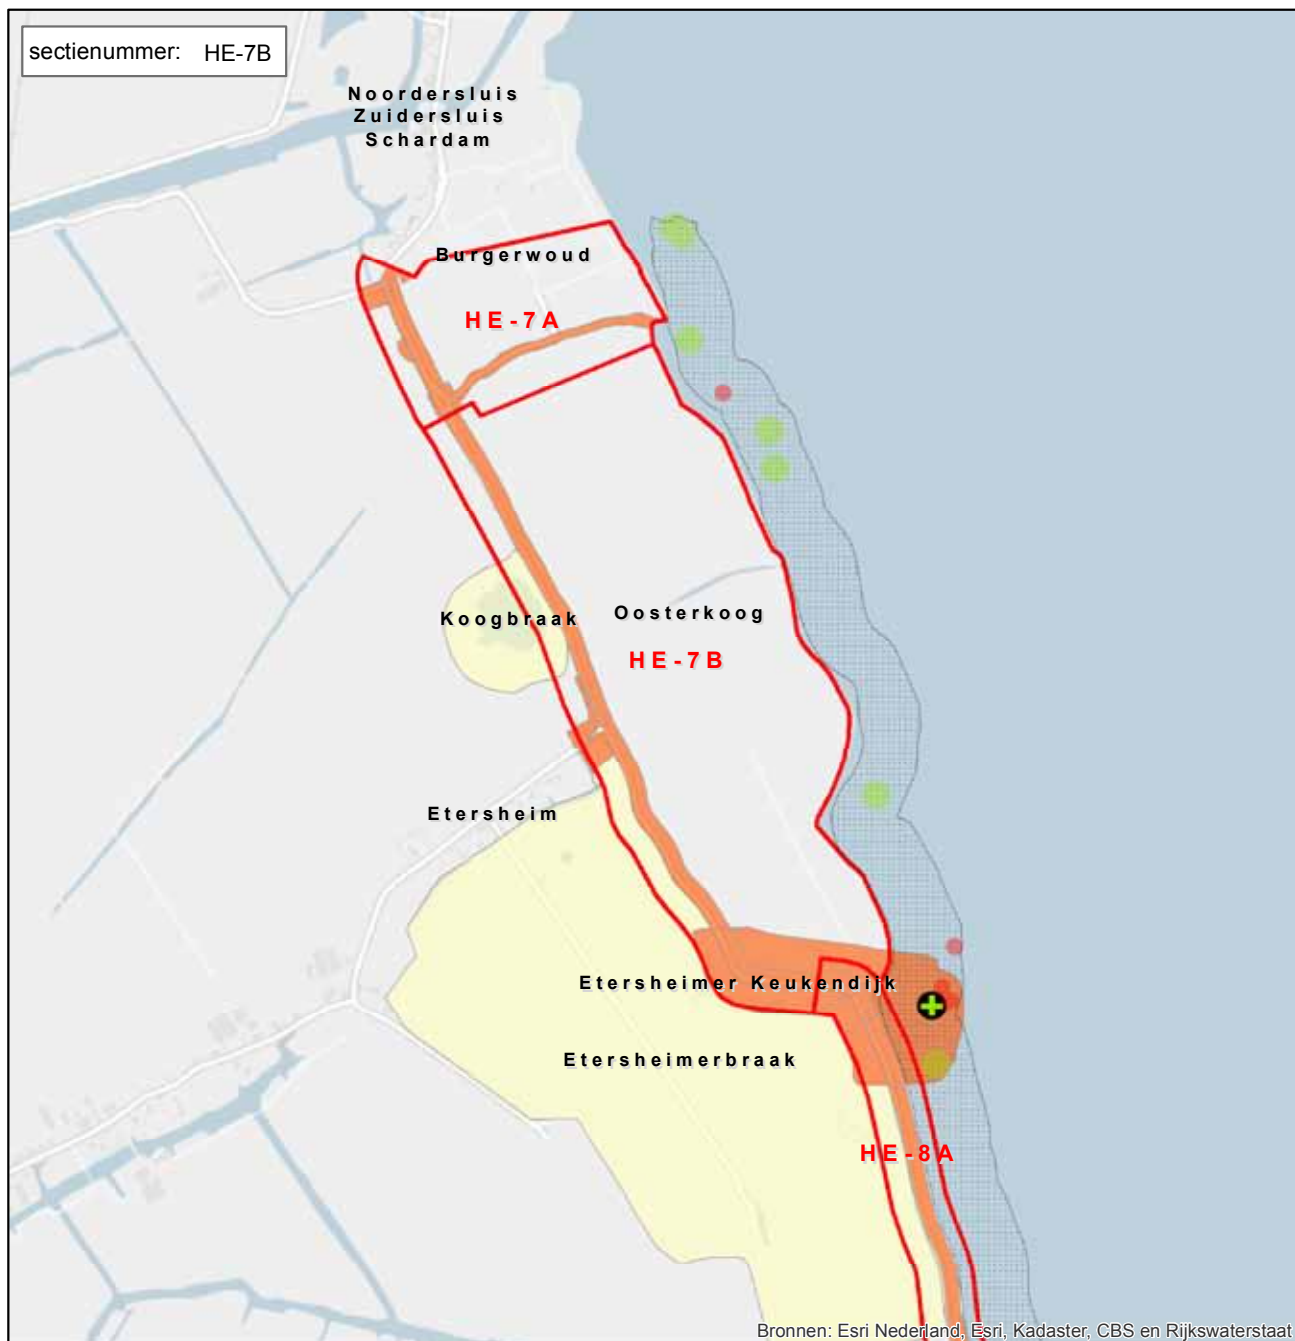 sectienummer: HE-7B
Noordersluis
Zuidersluis
Schardam
Burgerwoud
HE-7A
Koogbraak
Oosterkoog
HE-7B
Etersheim
Etersheimer Keukendijk
Etersheimerbraak
HE-8A
Bronnen: Esri Nederland, Esri, Kadaster, CBS en Rijkswaterstaat